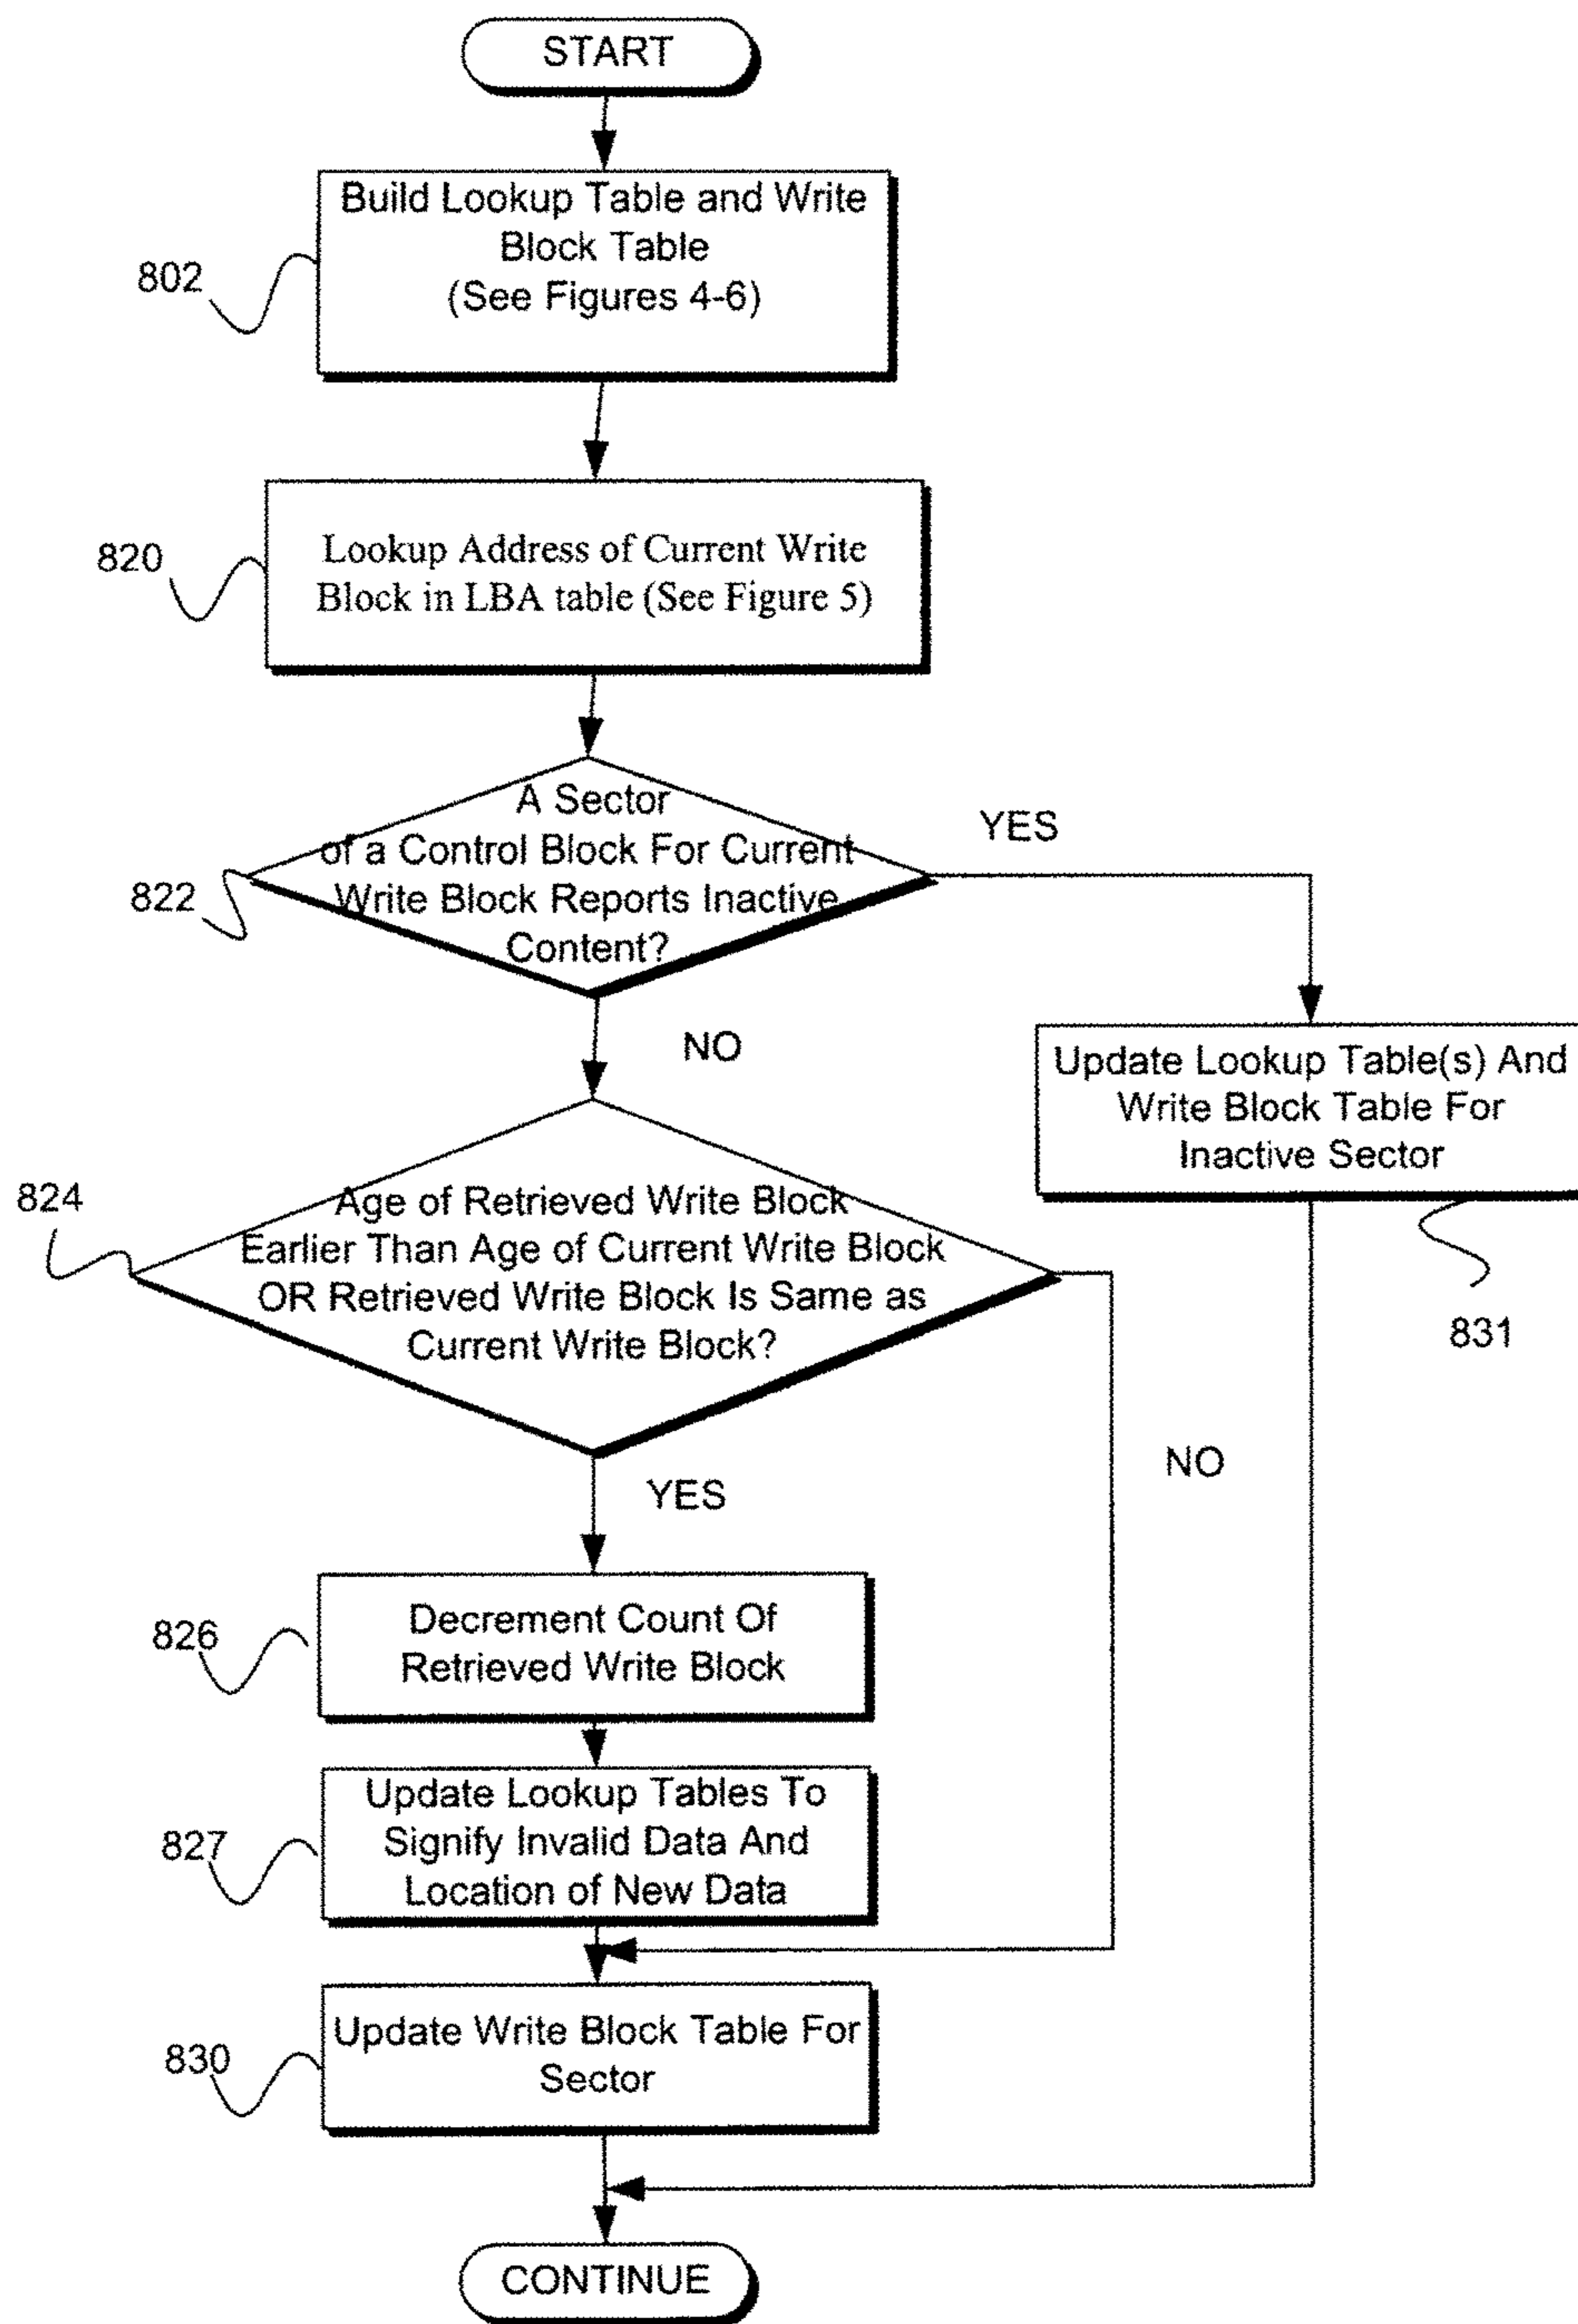 START
Build Lookup Table and Write
Block Table
(See Figures 4-6)
802
Lookup Address of Current Write
Block in LBA table (See Figure 5)
820
A Sector
of a Control Block For Current
Write Block Reports Inactive
Content?
822
YES
NO
Update Lookup Table(s) And
Write Block Table For
Inactive Sector
831
Age of Retrieved Write Block
Earlier Than Age of Current Write Block
OR Retrieved Write Block Is Same as
Current Write Block?
824
NO
YES
Decrement Count Of
Retrieved Write Block
826
Update Lookup Tables To
Signify Invalid Data And
Location of New Data
827
Update Write Block Table For
Sector
830
CONTINUE